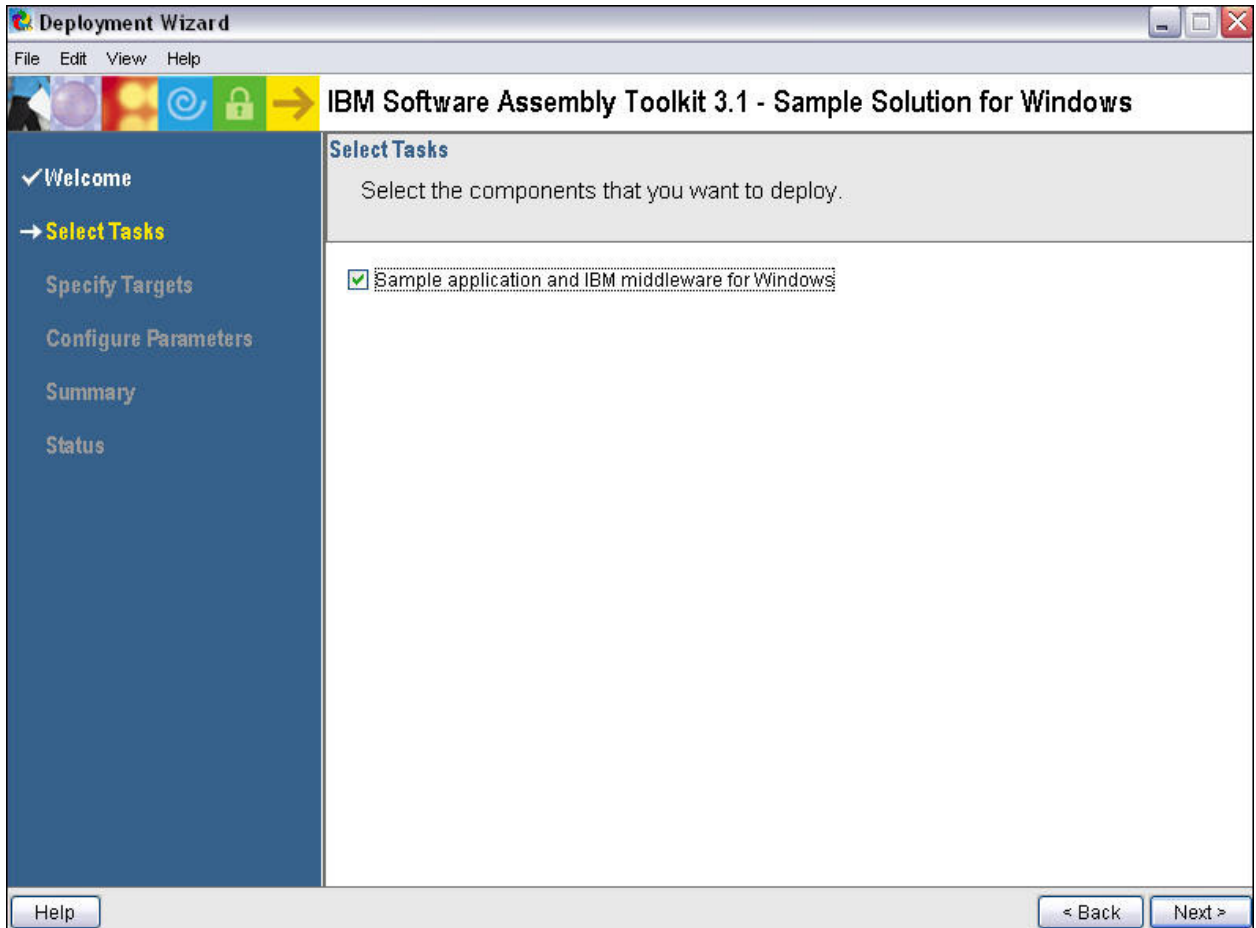 Deployment Wizard
File Edit View Help
IBM Software Assembly Toolkit 3.1 - Sample Solution for Windows
Welcome
Select Tasks
Specify Targets
Configure Parameters
Summary
Status
Select Tasks
Select the components that you want to deploy.
Sample application and IBM middleware for Windows
Help
< Back
Next >